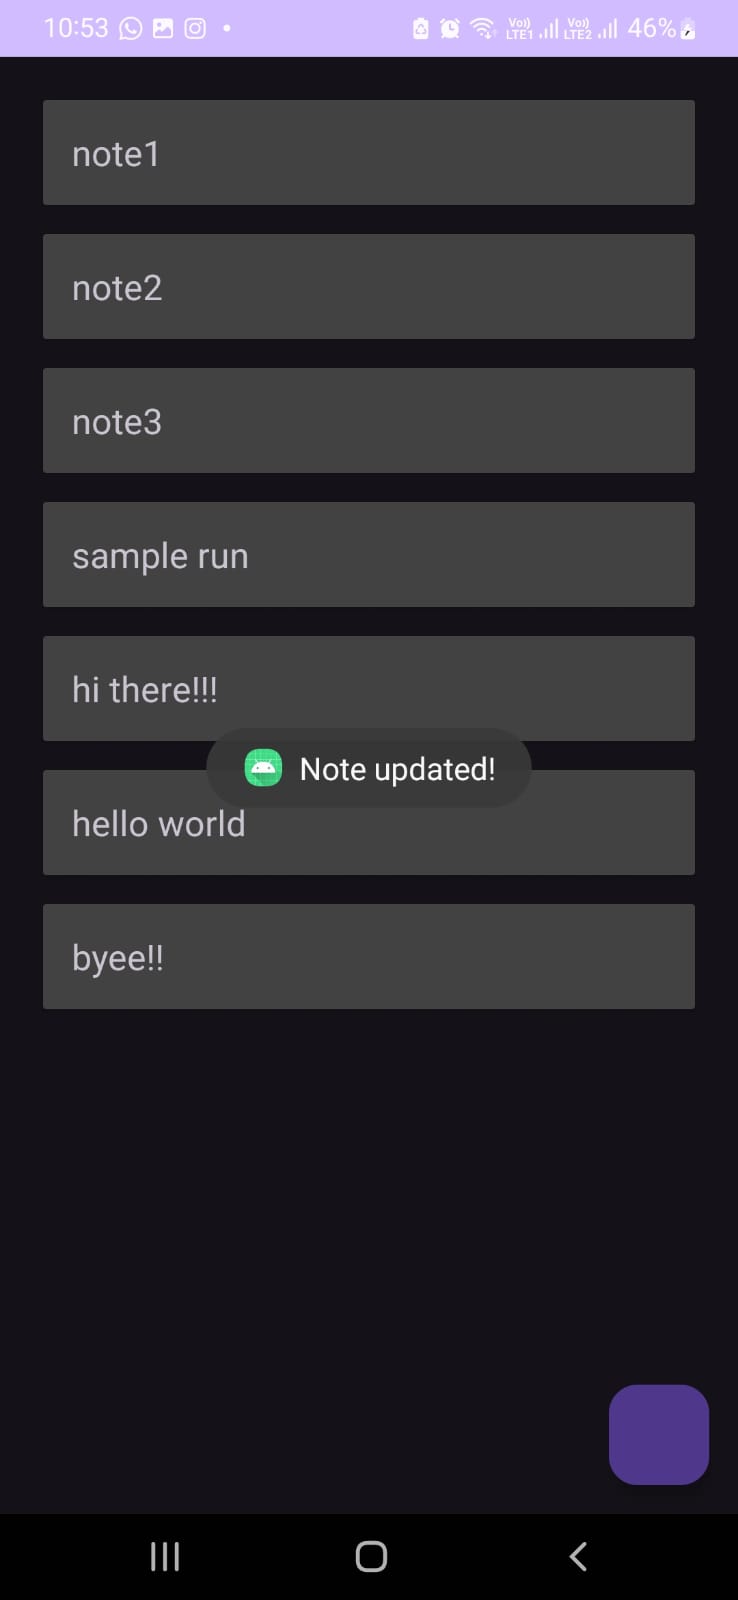 10:53
Vo)) LTE1 Vo)) LTE2 46%
note1
note2
note3
sample run
hi there!!!
Note updated!
hello world
byee!!